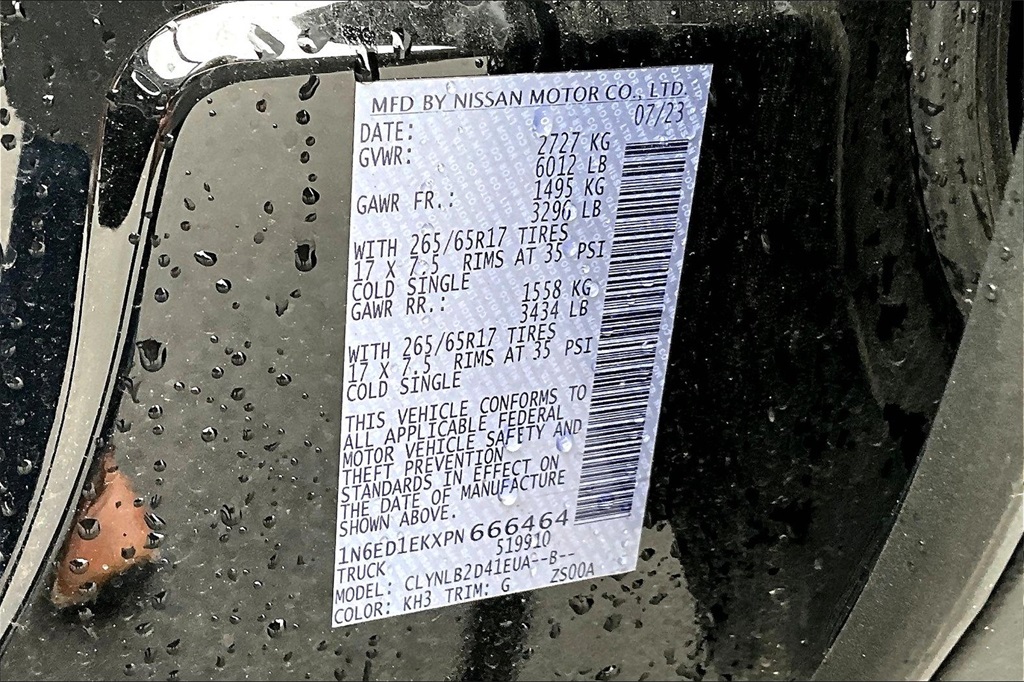 MFD BY NISSAN MOTOR CO., LTD.
DATE: 07/23
GVWR: 2727 KG
6012 LB
GAWR FR.: 1495 KG
3296 LB
WITH 265/65R17 TIRES
17 X 7.5 RIMS AT 35 PSI
COLD SINGLE
GAWR RR.: 1558 KG
3434 LB
WITH 265/65R17 TIRES
17 X 7.5 RIMS AT 35 PSI
COLD SINGLE
THIS VEHICLE CONFORMS TO
ALL APPLICABLE FEDERAL
MOTOR VEHICLE SAFETY AND
THEFT PREVENTION
STANDARDS IN EFFECT ON
THE DATE OF MANUFACTURE
SHOWN ABOVE.
1N6ED1EKXPN666464
TRUCK 519910
MODEL: CLYNLB2D41EUA--B--
COLOR: KH3 TRIM: G ZS00A